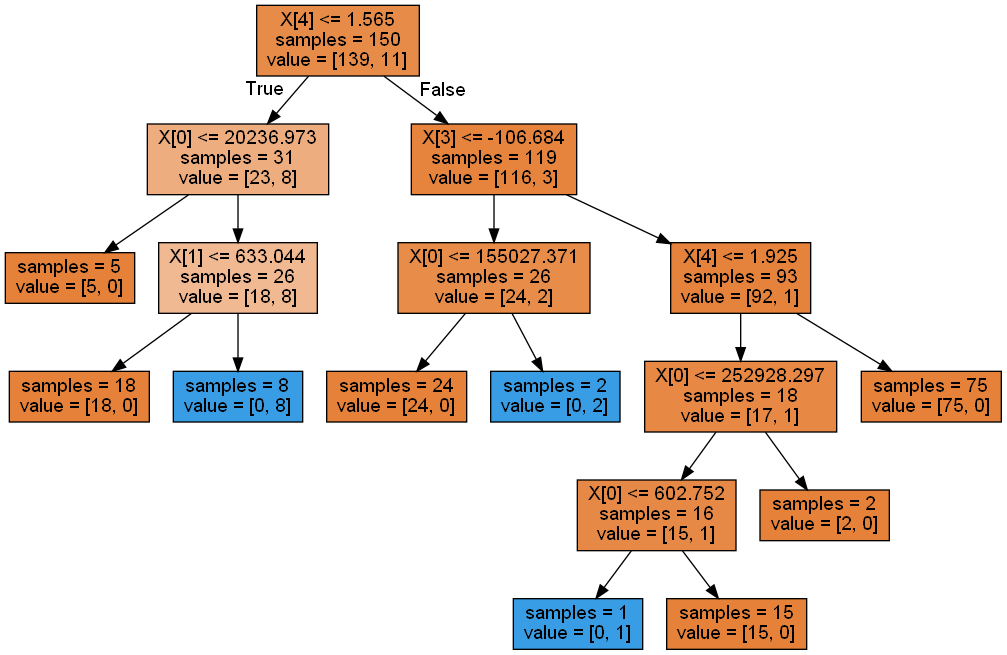 X[4] <= 1.565
samples = 150
value = [139, 11]
True
False
X[0] <= 20236.973
samples = 31
value = [23, 8]
X[3] <= -106.684
samples = 119
value = [116, 3]
samples = 5
value = [5, 0]
X[1] <= 633.044
samples = 26
value = [18, 8]
X[0] <= 155027.371
samples = 26
value = [24, 2]
X[4] <= 1.925
samples = 93
value = [92, 1]
samples = 18
value = [18, 0]
samples = 8
value = [0, 8]
samples = 24
value = [24, 0]
samples = 2
value = [0, 2]
X[0] <= 252928.297
samples = 18
value = [17, 1]
samples = 75
value = [75, 0]
X[0] <= 602.752
samples = 16
value = [15, 1]
samples = 2
value = [2, 0]
samples = 1
value = [0, 1]
samples = 15
value = [15, 0]